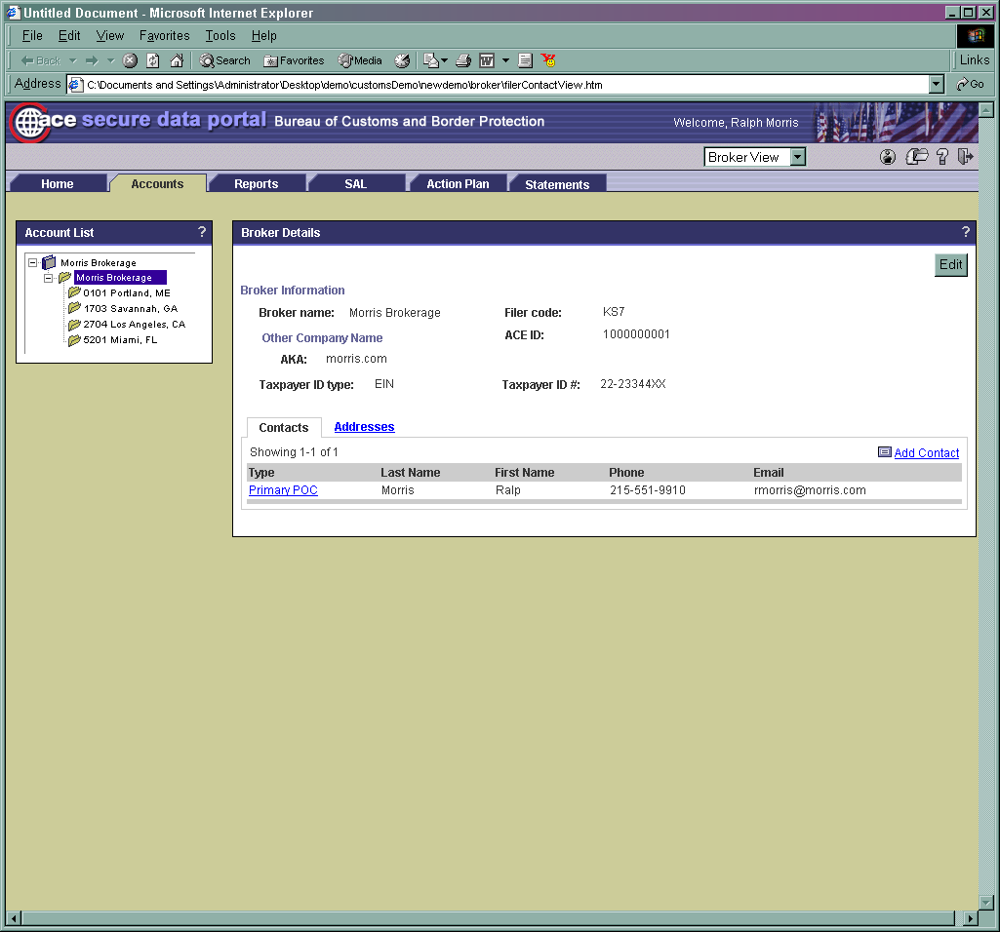 Untitled Document - Microsoft Internet Explorer
File Edit View Favorites Tools Help
Back Search Favorites Media Links
Address C:\Documents and Settings\Administrator\Desktop\demo\customsDemo\newdemo\broker\filerContactView.htm Go
ace secure data portal Bureau of Customs and Border Protection Welcome, Ralph Morris
Broker View
Home Accounts Reports SAL Action Plan Statements
Account List ?
Morris Brokerage
Morris Brokerage
0101 Portland, ME
1703 Savannah, GA
2704 Los Angeles, CA
5201 Miami, FL
Broker Details ?
Edit
Broker Information
Broker name: Morris Brokerage Filer code: KS7
Other Company Name ACE ID: 1000000001
AKA: morris.com
Taxpayer ID type: EIN Taxpayer ID #: 22-23344XX
Contacts Addresses
Showing 1-1 of 1 Add Contact
Type Last Name First Name Phone Email
Primary POC Morris Ralp 215-551-9910 rmorris@morris.com